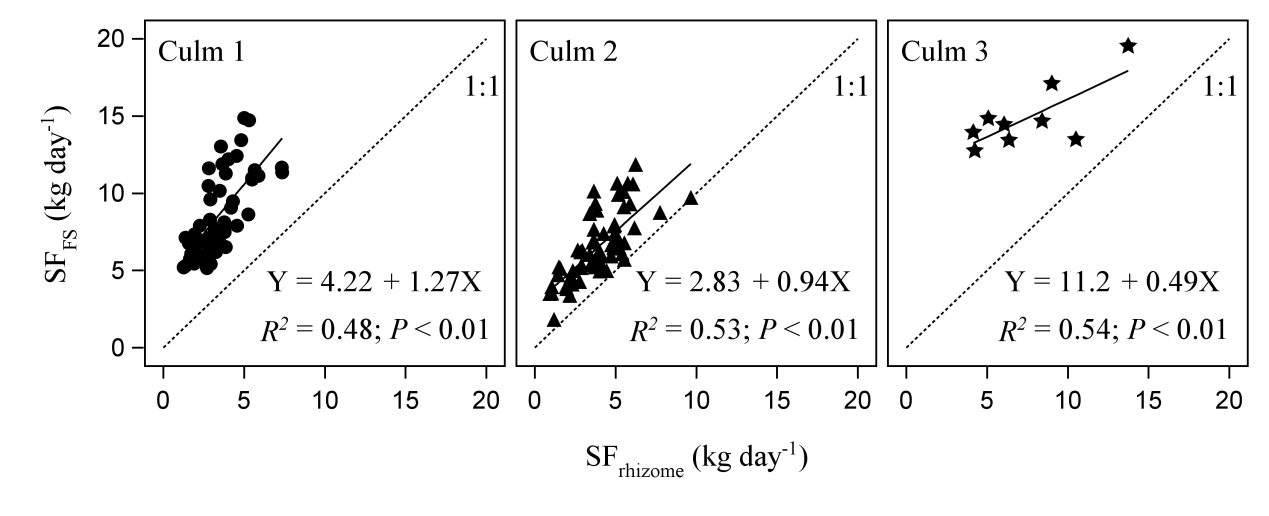 SF_FS (kg day⁻¹)
20
15
10
5
0
Culm 1
1:1
Y = 4.22 + 1.27X
R² = 0.48; P < 0.01
0 5 10 15 20
Culm 2
1:1
Y = 2.83 + 0.94X
R² = 0.53; P < 0.01
0 5 10 15 20
Culm 3
1:1
Y = 11.2 + 0.49X
R² = 0.54; P < 0.01
0 5 10 15 20
SF_rhizome (kg day⁻¹)